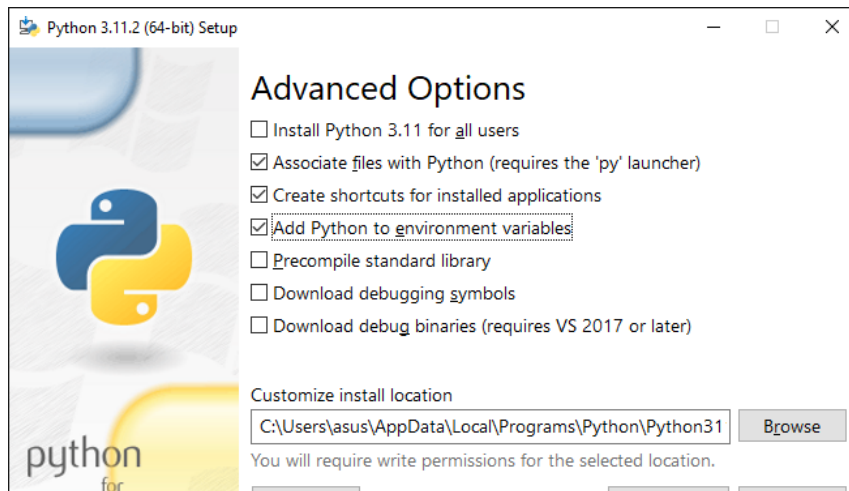 Python 3.11.2 (64-bit) Setup
Advanced Options
Install Python 3.11 for all users
Associate files with Python (requires the 'py' launcher)
Create shortcuts for installed applications
Add Python to environment variables
Precompile standard library
Download debugging symbols
Download debug binaries (requires VS 2017 or later)
Customize install location
C:\Users\asus\AppData\Local\Programs\Python\Python31
Browse
You will require write permissions for the selected location.
python
for